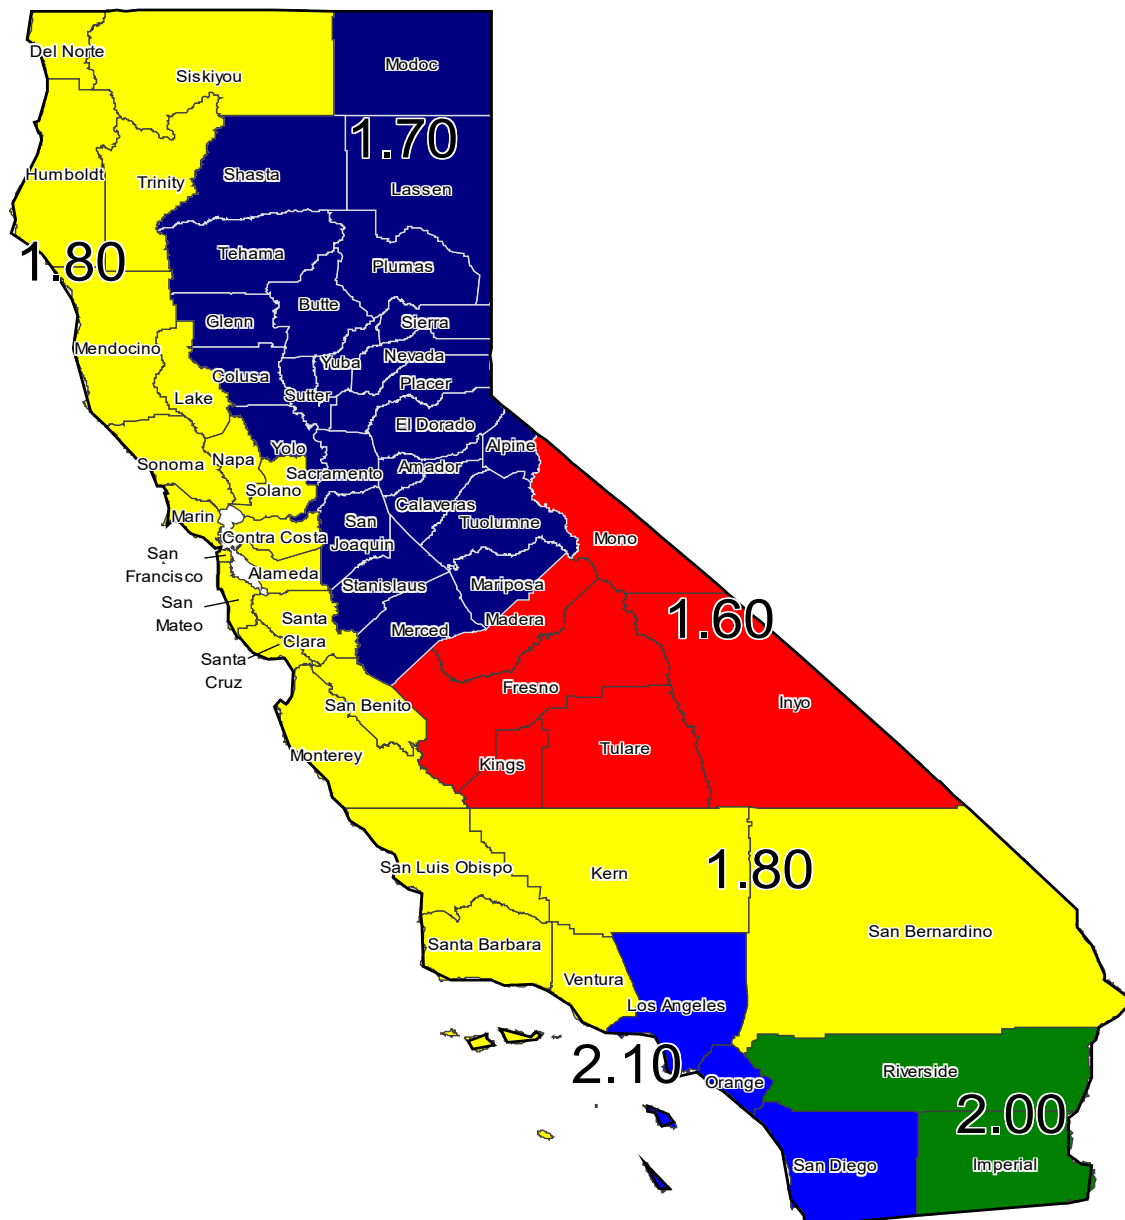 Del Norte
Siskiyou
Modoc
1.70
Humboldt
Trinity
Shasta
Lassen
1.80
Tehama
Plumas
Butte
Glenn
Sierra
Mendocino
Yuba
Nevada
Colusa
Placer
Lake
Sutter
El Dorado
Alpine
Yolo
Sonoma
Napa
Sacramento
Amador
Solano
Calaveras
Marin
San
Joaquin
Tuolumne
Contra Costa
Mono
San
Francisco
Alameda
Stanislaus
Mariposa
San
Mateo
Santa
Clara
Merced
Madera
1.60
Santa
Cruz
Fresno
San Benito
Inyo
Monterey
Kings
Tulare
San Luis Obispo
Kern
1.80
San Bernardino
Santa Barbara
Ventura
Los Angeles
2.10
Orange
Riverside
2.00
San Diego
Imperial